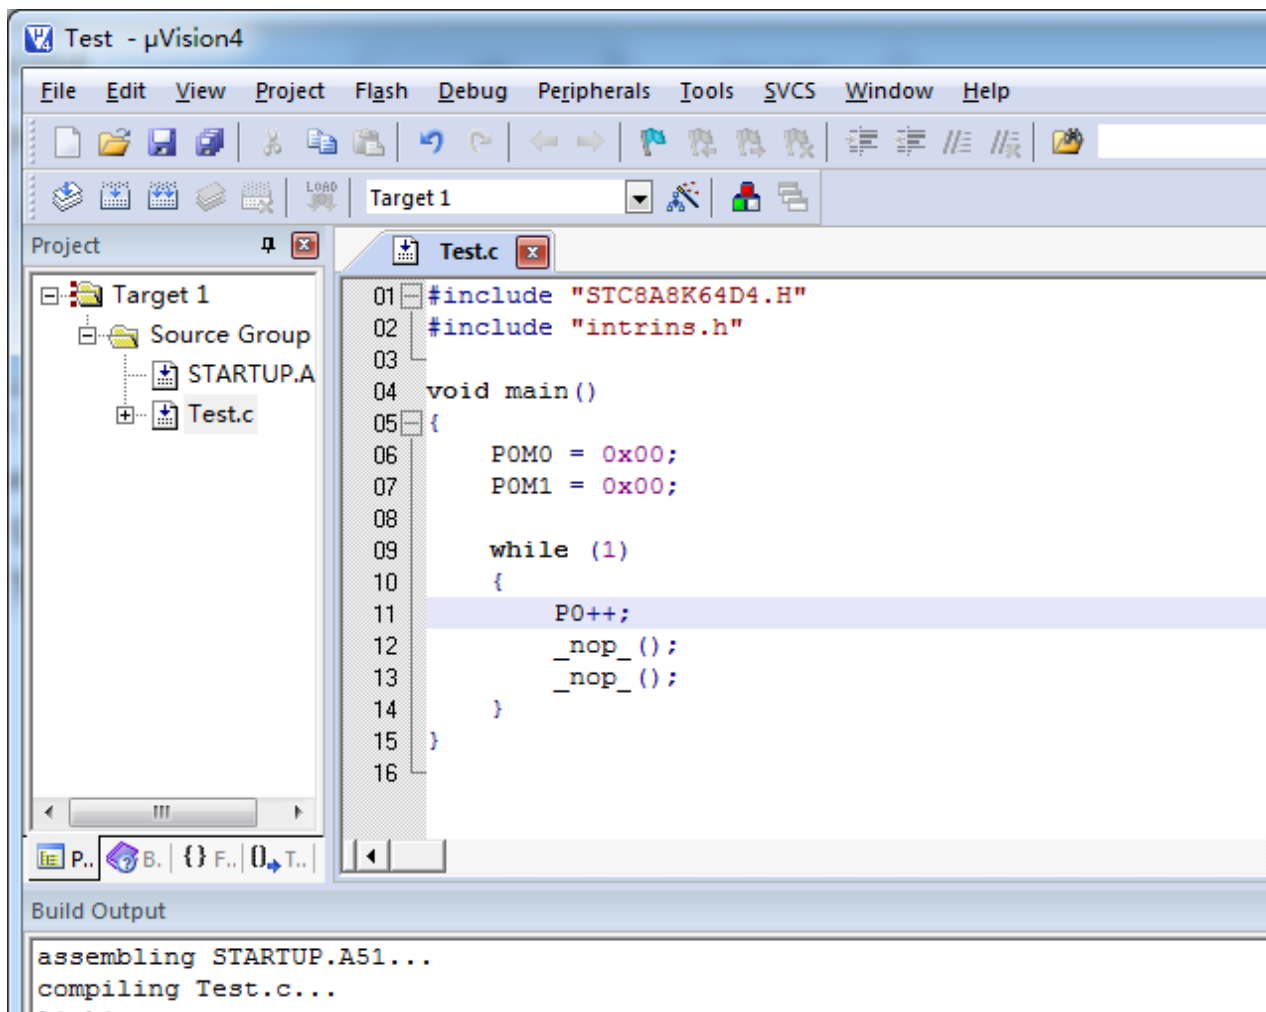 Test - µVision4
File Edit View Project Flash Debug Peripherals Tools SVCS Window Help
LOAD
Target 1
Project
Test.c
Target 1
Source Group
STARTUP.A
Test.c
01 #include "STC8A8K64D4.H"
02 #include "intrins.h"
03
04 void main()
05 {
06     P0M0 = 0x00;
07     P0M1 = 0x00;
08
09     while (1)
10     {
11         P0++;
12         _nop_();
13         _nop_();
14     }
15 }
16
P.. B. {} F.. 0 T..
Build Output
assembling STARTUP.A51...
compiling Test.c...